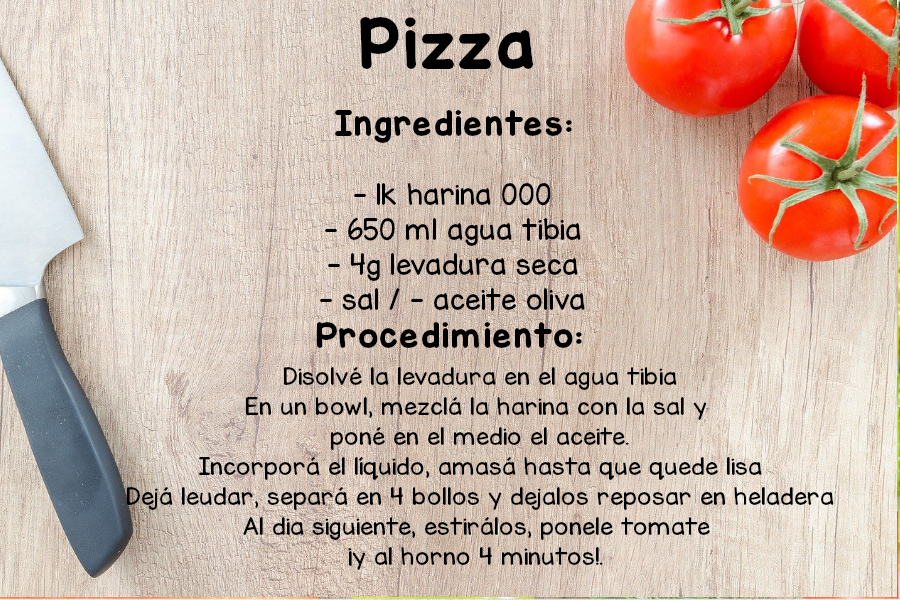 Pizza
Ingredientes:
- 1k harina 000
- 650 ml agua tibia
- 4g levadura seca
- sal / - aceite oliva
Procedimiento:
Disolvé la levadura en el agua tibia
En un bowl, mezclá la harina con la sal y
poné en el medio el aceite.
Incorporá el líquido, amasá hasta que quede lisa
Dejá leudar, separá en 4 bollos y dejalos reposar en heladera
Al dia siguiente, estirálos, ponele tomate
¡y al horno 4 minutos!.